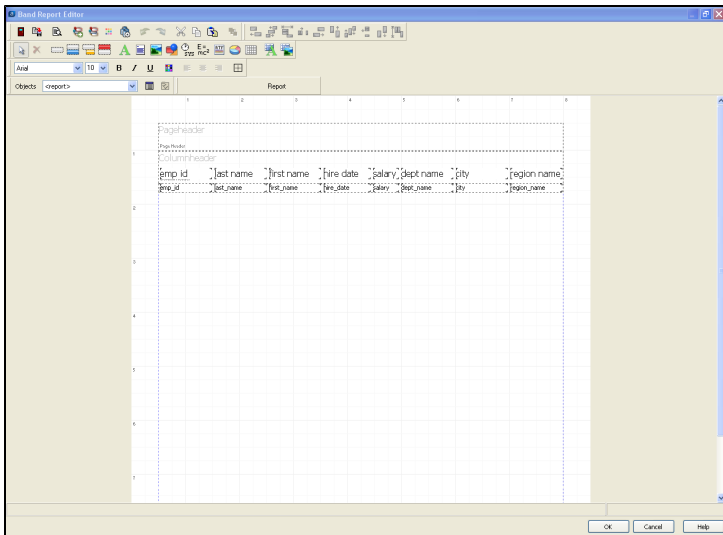 Band Report Editor
SYS mc²
Arial 10 B I U
Objects <report> Report
1 2 3 4 5 6 7 8
Pageheader
Page Header
1
Columnheader
emp id last name first name hire date salary dept name city region name
emp_id last_name first_name hire_date salary dept_name city region_name
2
3
4
5
6
7
OK Cancel Help